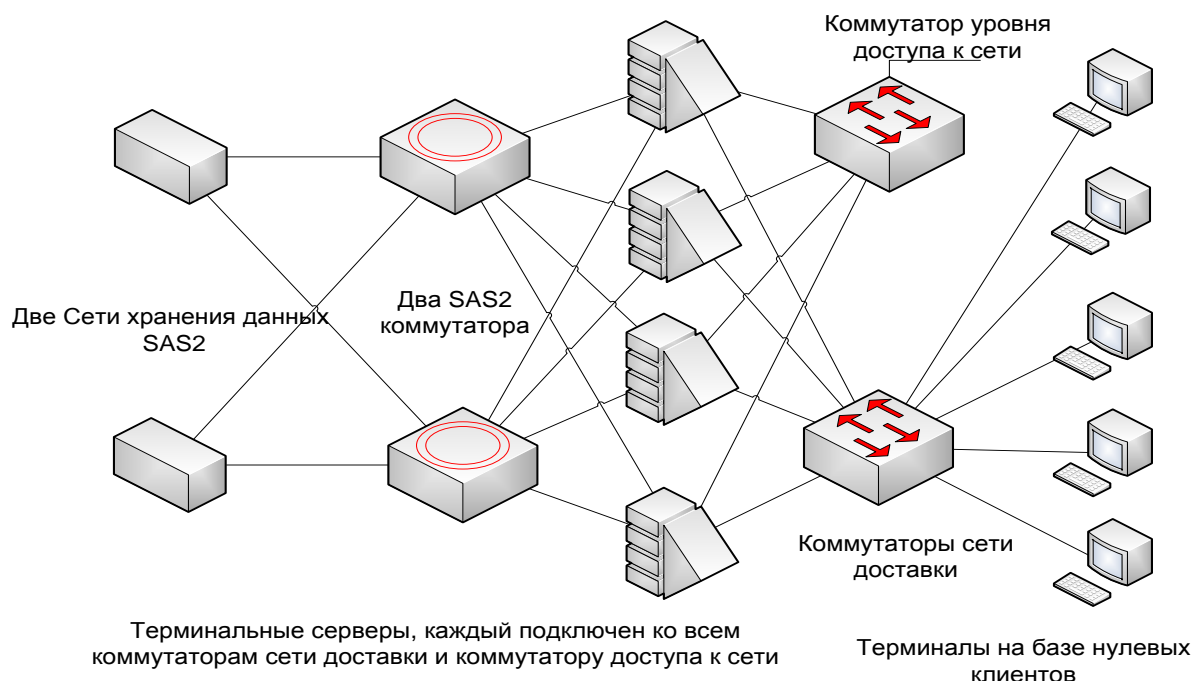 Коммутатор уровня
доступа к сети
Две Сети хранения данных
SAS2
Два SAS2
коммутатора
Коммутаторы сети
доставки
Терминальные серверы, каждый подключен ко всем
коммутаторам сети доставки и коммутатору доступа к сети
Терминалы на базе нулевых
клиентов